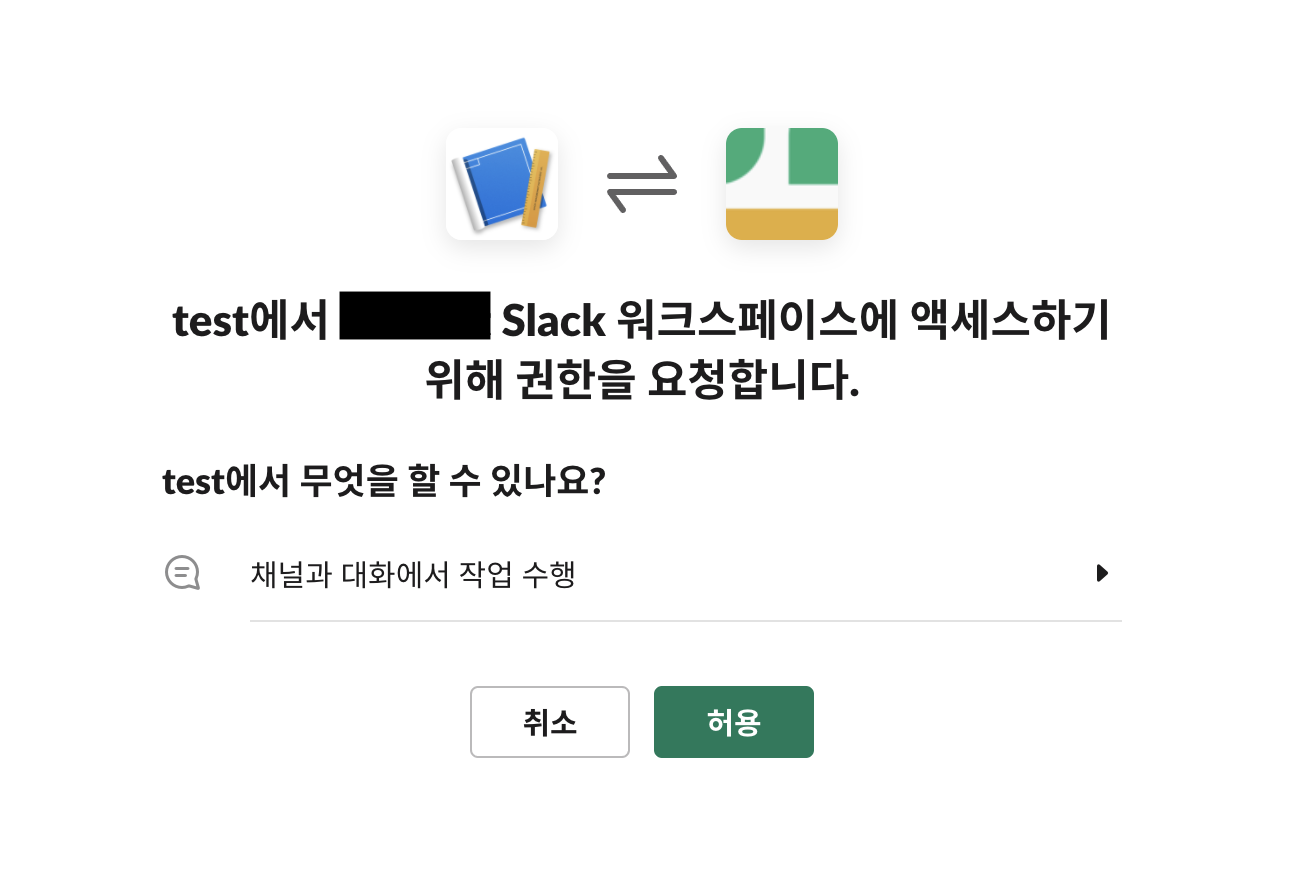 test에서 Slack 워크스페이스에 액세스하기
위해 권한을 요청합니다.
test에서 무엇을 할 수 있나요?
채널과 대화에서 작업 수행
취소
허용